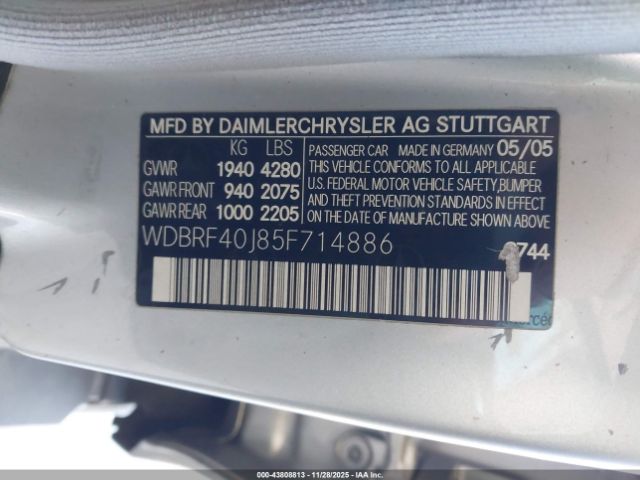 MFD BY DAIMLERCHRYSLER AG STUTTGART
KG LBS
GVWR 1940 4280
GAWR FRONT 940 2075
GAWR REAR 1000 2205
PASSENGER CAR MADE IN GERMANY 05/05
THIS VEHICLE CONFORMS TO ALL APPLICABLE
U.S. FEDERAL MOTOR VEHICLE SAFETY,BUMPER
AND THEFT PREVENTION STANDARDS IN EFFECT
ON THE DATE OF MANUFACTURE SHOWN ABOVE
WDBRF40J85F714886
744
000-43808813 - 11/28/2025 - IAAI.COM